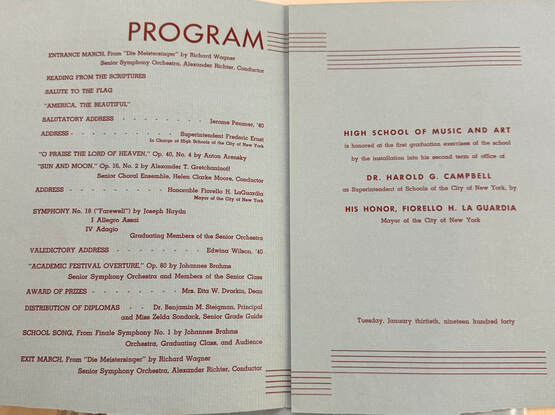 PROGRAM
ENTRANCE MARCH, From "Die Meistersinger" by Richard Wagner
Senior Symphony Orchestra, Alexander Richter, Conductor
READING FROM THE SCRIPTURES
SALUTE TO THE FLAG
"AMERICA, THE BEAUTIFUL"
SALUTATORY ADDRESS - - - - - - - - Jerome Pousner, '40
ADDRESS - - - - - - - - - - Superintendent Frederic Ernst
In Charge of High Schools of the City of New York
"O PRAISE THE LORD OF HEAVEN," Op. 40, No. 4 by Anton Arensky
"SUN AND MOON," Op. 16, No. 2 by Alexander T. Gretchaninoff
Senior Choral Ensemble, Helen Clarke Moore, Conductor
ADDRESS - - - - - - - - Honorable Fiorello H. LaGuardia
Mayor of the City of New York
SYMPHONY No. 18 ("Farewell") by Joseph Haydn
I Allegro Assai
IV Adagio
Graduating Members of the Senior Orchestra
VALEDICTORY ADDRESS - - - - - - - - Edwina Wilson, '40
"ACADEMIC FESTIVAL OVERTURE," Op. 80 by Johannes Brahms
Senior Symphony Orchestra and Members of the Senior Class
AWARD OF PRIZES - - - - - - - Mrs. Etta W. Dvorkin, Dean
DISTRIBUTION OF DIPLOMAS - - Dr. Benjamin M. Steigman, Principal
and Miss Zelda Sondack, Senior Grade Guide
SCHOOL SONG, From Finale Symphony No. 1 by Johannes Brahms
Orchestra, Graduating Class, and Audience
EXIT MARCH, From "Die Meistersinger" by Richard Wagner
Senior Symphony Orchestra, Alexander Richter, Conductor
HIGH SCHOOL OF MUSIC AND ART
is honored at the first graduation exercises of the school
by the installation into his second term of office of
DR. HAROLD G. CAMPBELL
as Superintendent of Schools of the City of New York, by
HIS HONOR, FIORELLO H. LA GUARDIA
Mayor of the City of New York
Tuesday, January thirtieth, nineteen hundred forty